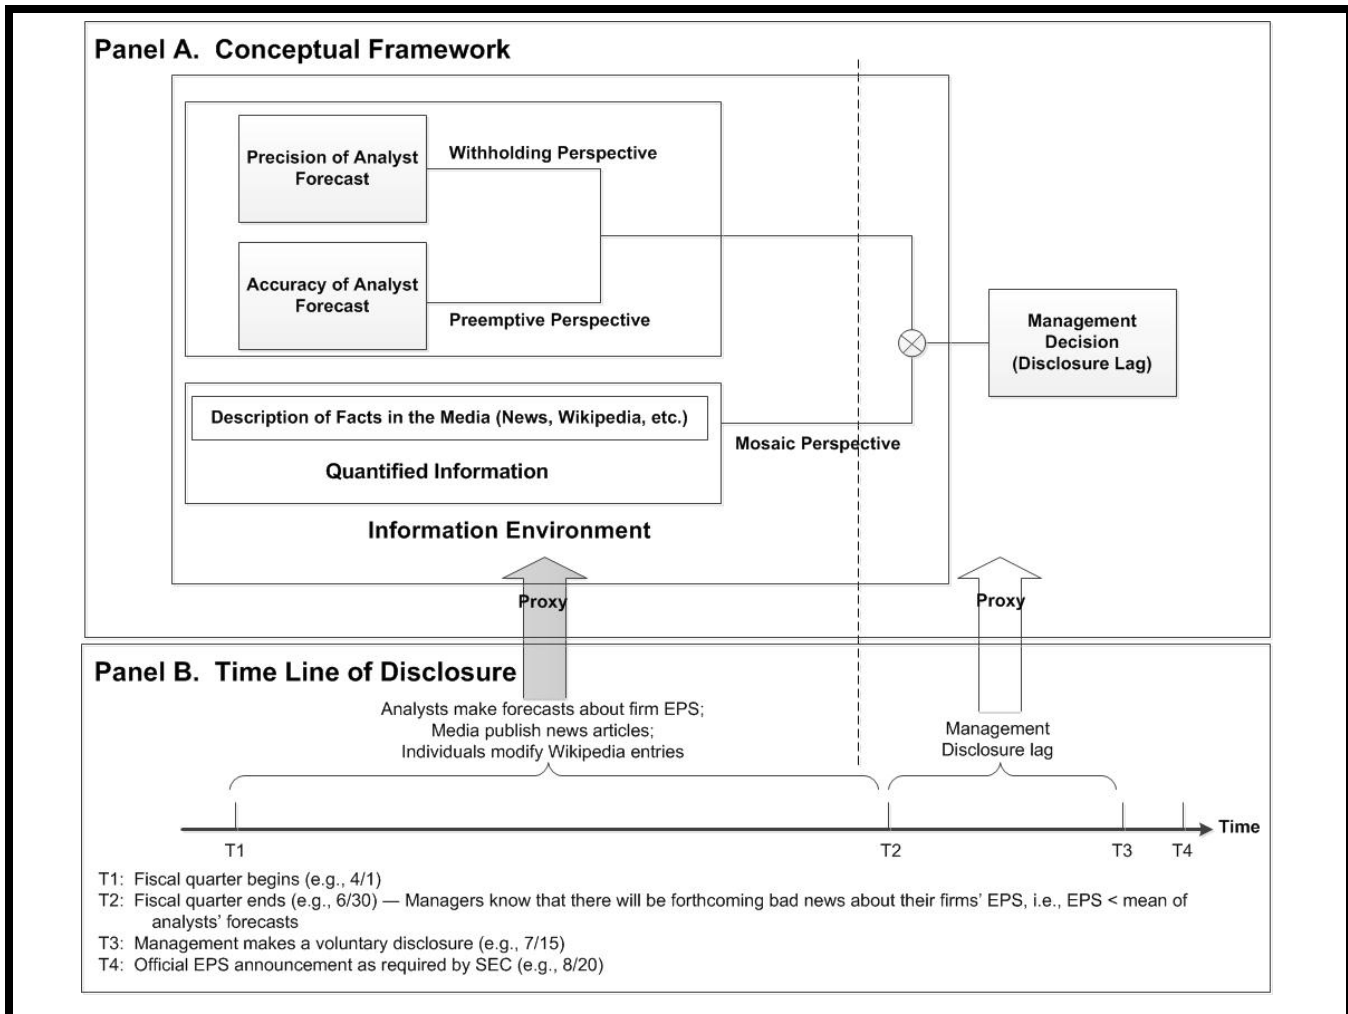 Panel A.  Conceptual Framework
Precision of Analyst
Forecast
Withholding Perspective
Accuracy of Analyst
Forecast
Preemptive Perspective
Management
Decision
(Disclosure Lag)
Description of Facts in the Media (News, Wikipedia, etc.)
Mosaic Perspective
Quantified Information
Information Environment
Proxy
Proxy
Panel B.  Time Line of Disclosure
Analysts make forecasts about firm EPS;
Media publish news articles;
Individuals modify Wikipedia entries
Management
Disclosure lag
Time
T1
T2
T3
T4
T1:  Fiscal quarter begins (e.g., 4/1)
T2:  Fiscal quarter ends (e.g., 6/30) — Managers know that there will be forthcoming bad news about their firms' EPS, i.e., EPS < mean of
analysts' forecasts
T3:  Management makes a voluntary disclosure (e.g., 7/15)
T4:  Official EPS announcement as required by SEC (e.g., 8/20)